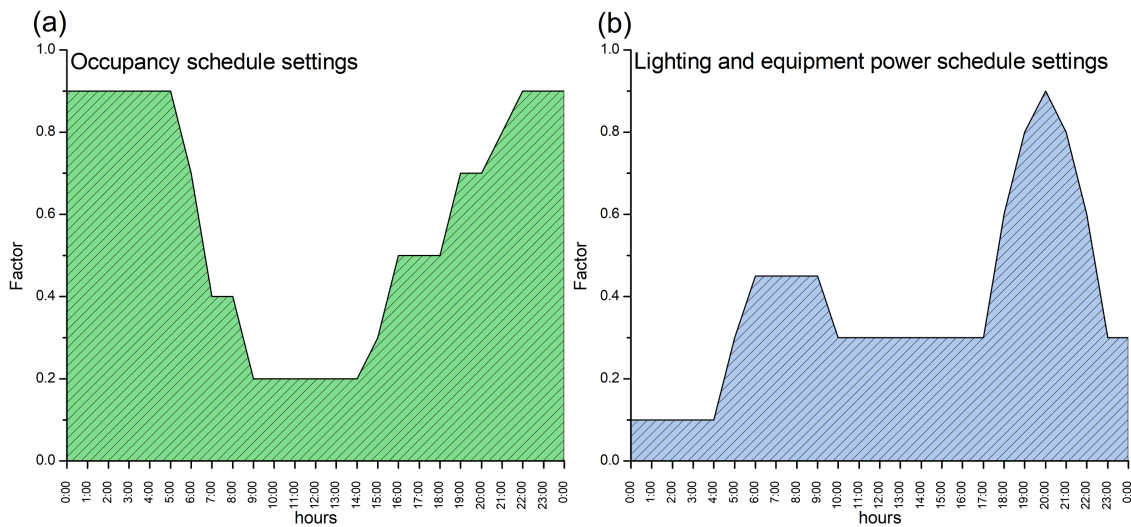 (a)
Occupancy schedule settings
1.0
0.8
0.6
0.4
0.2
0.0
Factor
0:00 1:00 2:00 3:00 4:00 5:00 6:00 7:00 8:00 9:00 10:00 11:00 12:00 13:00 14:00 15:00 16:00 17:00 18:00 19:00 20:00 21:00 22:00 23:00 0:00
hours
(b)
Lighting and equipment power schedule settings
1.0
0.8
0.6
0.4
0.2
0.0
Factor
0:00 1:00 2:00 3:00 4:00 5:00 6:00 7:00 8:00 9:00 10:00 11:00 12:00 13:00 14:00 15:00 16:00 17:00 18:00 19:00 20:00 21:00 22:00 23:00 0:00
hours